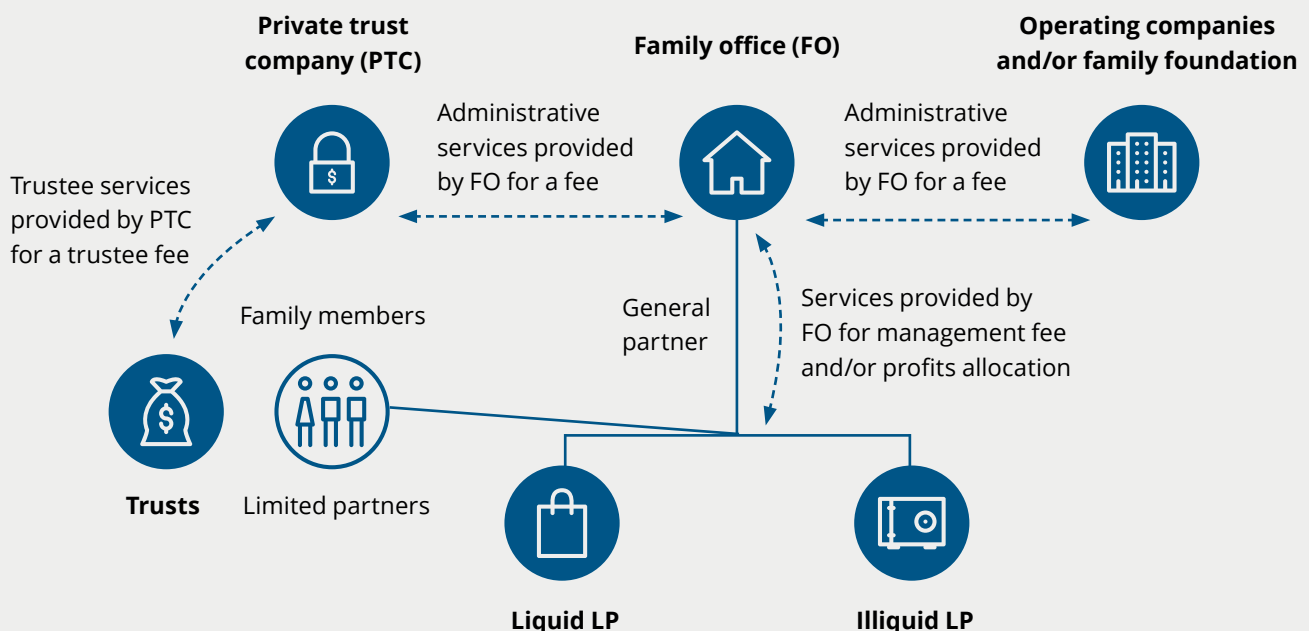 Private trust
company (PTC)
Family office (FO)
Operating companies
and/or family foundation
Administrative
services provided
by FO for a fee
Administrative
services provided
by FO for a fee
$
Trustee services
provided by PTC
for a trustee fee
Family members
General
partner
Services provided by
FO for management fee
and/or profits allocation
$
Trusts
Limited partners
Liquid LP
Illiquid LP